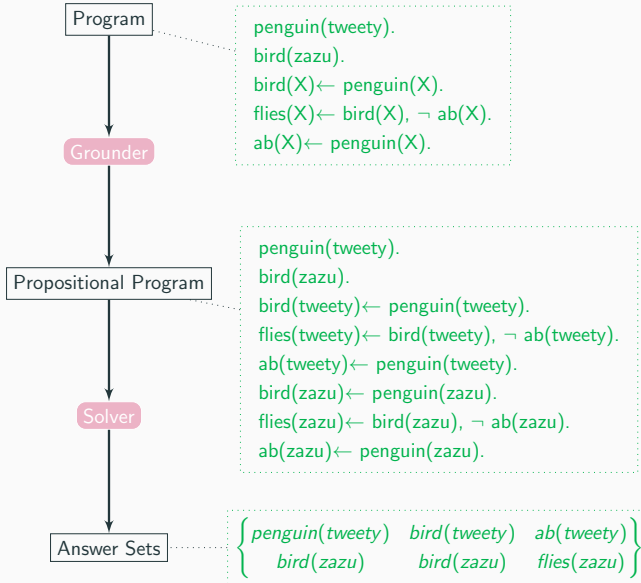 Program
penguin(tweety).
bird(zazu).
bird(X)← penguin(X).
flies(X)← bird(X), ¬ ab(X).
ab(X)← penguin(X).
Grounder
Propositional Program
penguin(tweety).
bird(zazu).
bird(tweety)← penguin(tweety).
flies(tweety)← bird(tweety), ¬ ab(tweety).
ab(tweety)← penguin(tweety).
bird(zazu)← penguin(zazu).
flies(zazu)← bird(zazu), ¬ ab(zazu).
ab(zazu)← penguin(zazu).
Solver
Answer Sets
{penguin(tweety) bird(tweety) ab(tweety)
bird(zazu) bird(zazu) flies(zazu)}